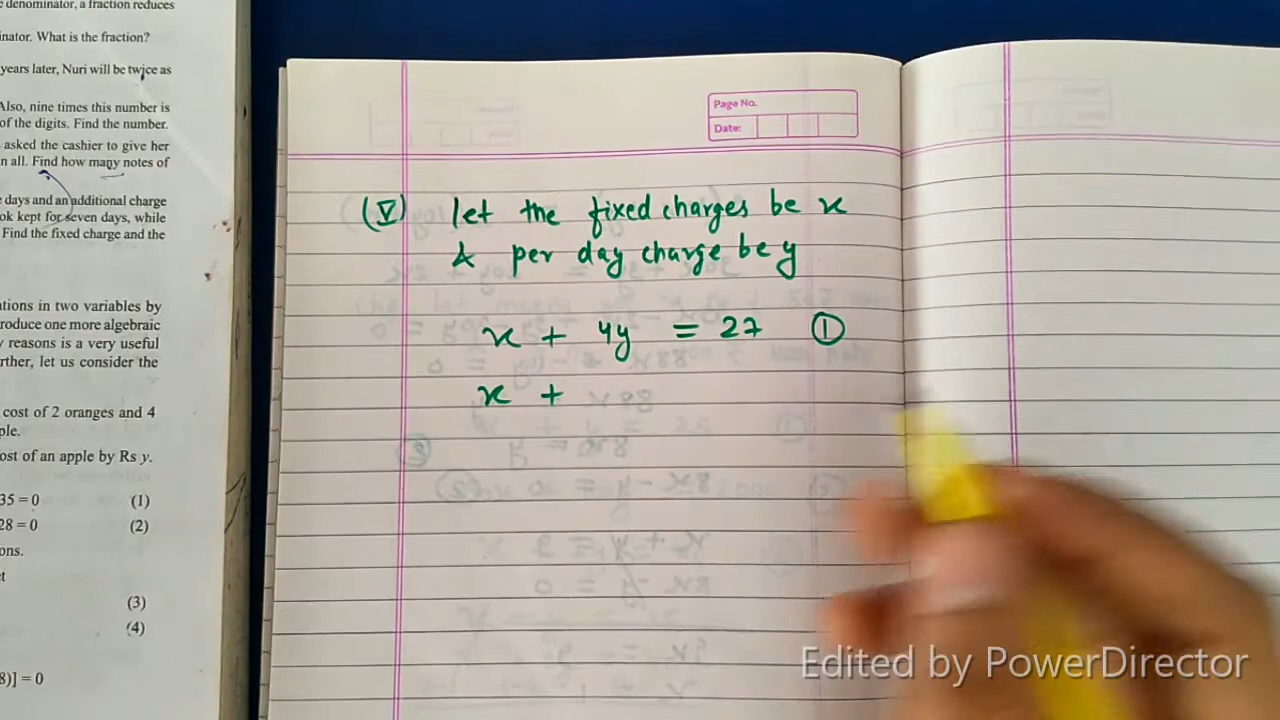 e denominator, a fraction reduces
inator. What is the fraction?
years later, Nuri will be twice as
Also, nine times this number is
of the digits. Find the number.
asked the cashier to give her
n all. Find how many notes of
days and an additional charge
ok kept for seven days, while
Find the fixed charge and the
tions in two variables by
roduce one more algebraic
reasons is a very useful
rther, let us consider the
cost of 2 oranges and 4
ple.
ost of an apple by Rs y.
35 = 0 (1)
28 = 0 (2)
ons.
t
(3)
(4)
8)] = 0
Page No.
Date:
(V) let the fixed charges be x
& per day charge be y
x + 4y = 27 ①
x +
Edited by PowerDirector